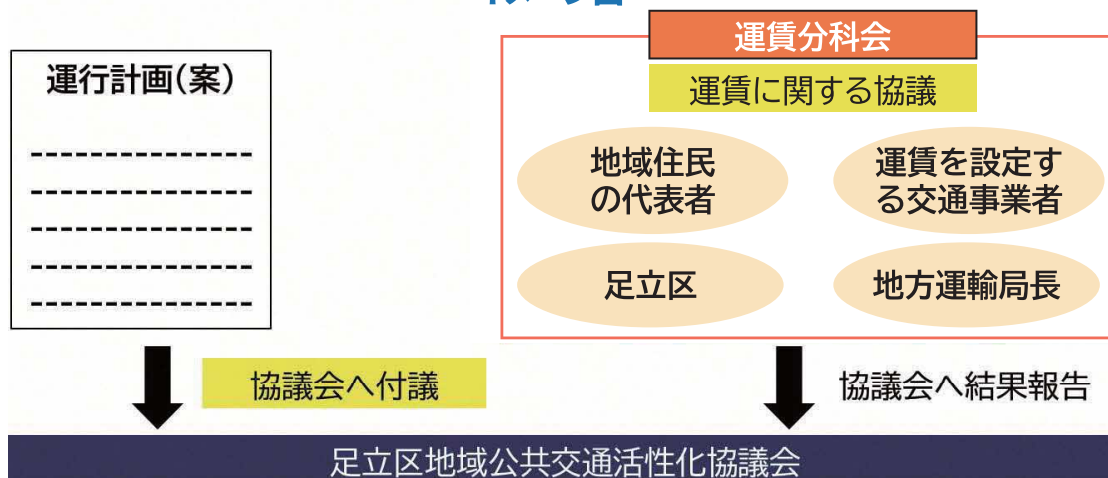 運行計画(案)
運賃分科会
運賃に関する協議
地域住民
の代表者
運賃を設定す
る交通事業者
足立区
地方運輸局長
協議会へ付議
協議会へ結果報告
足立区地域公共交通活性化協議会